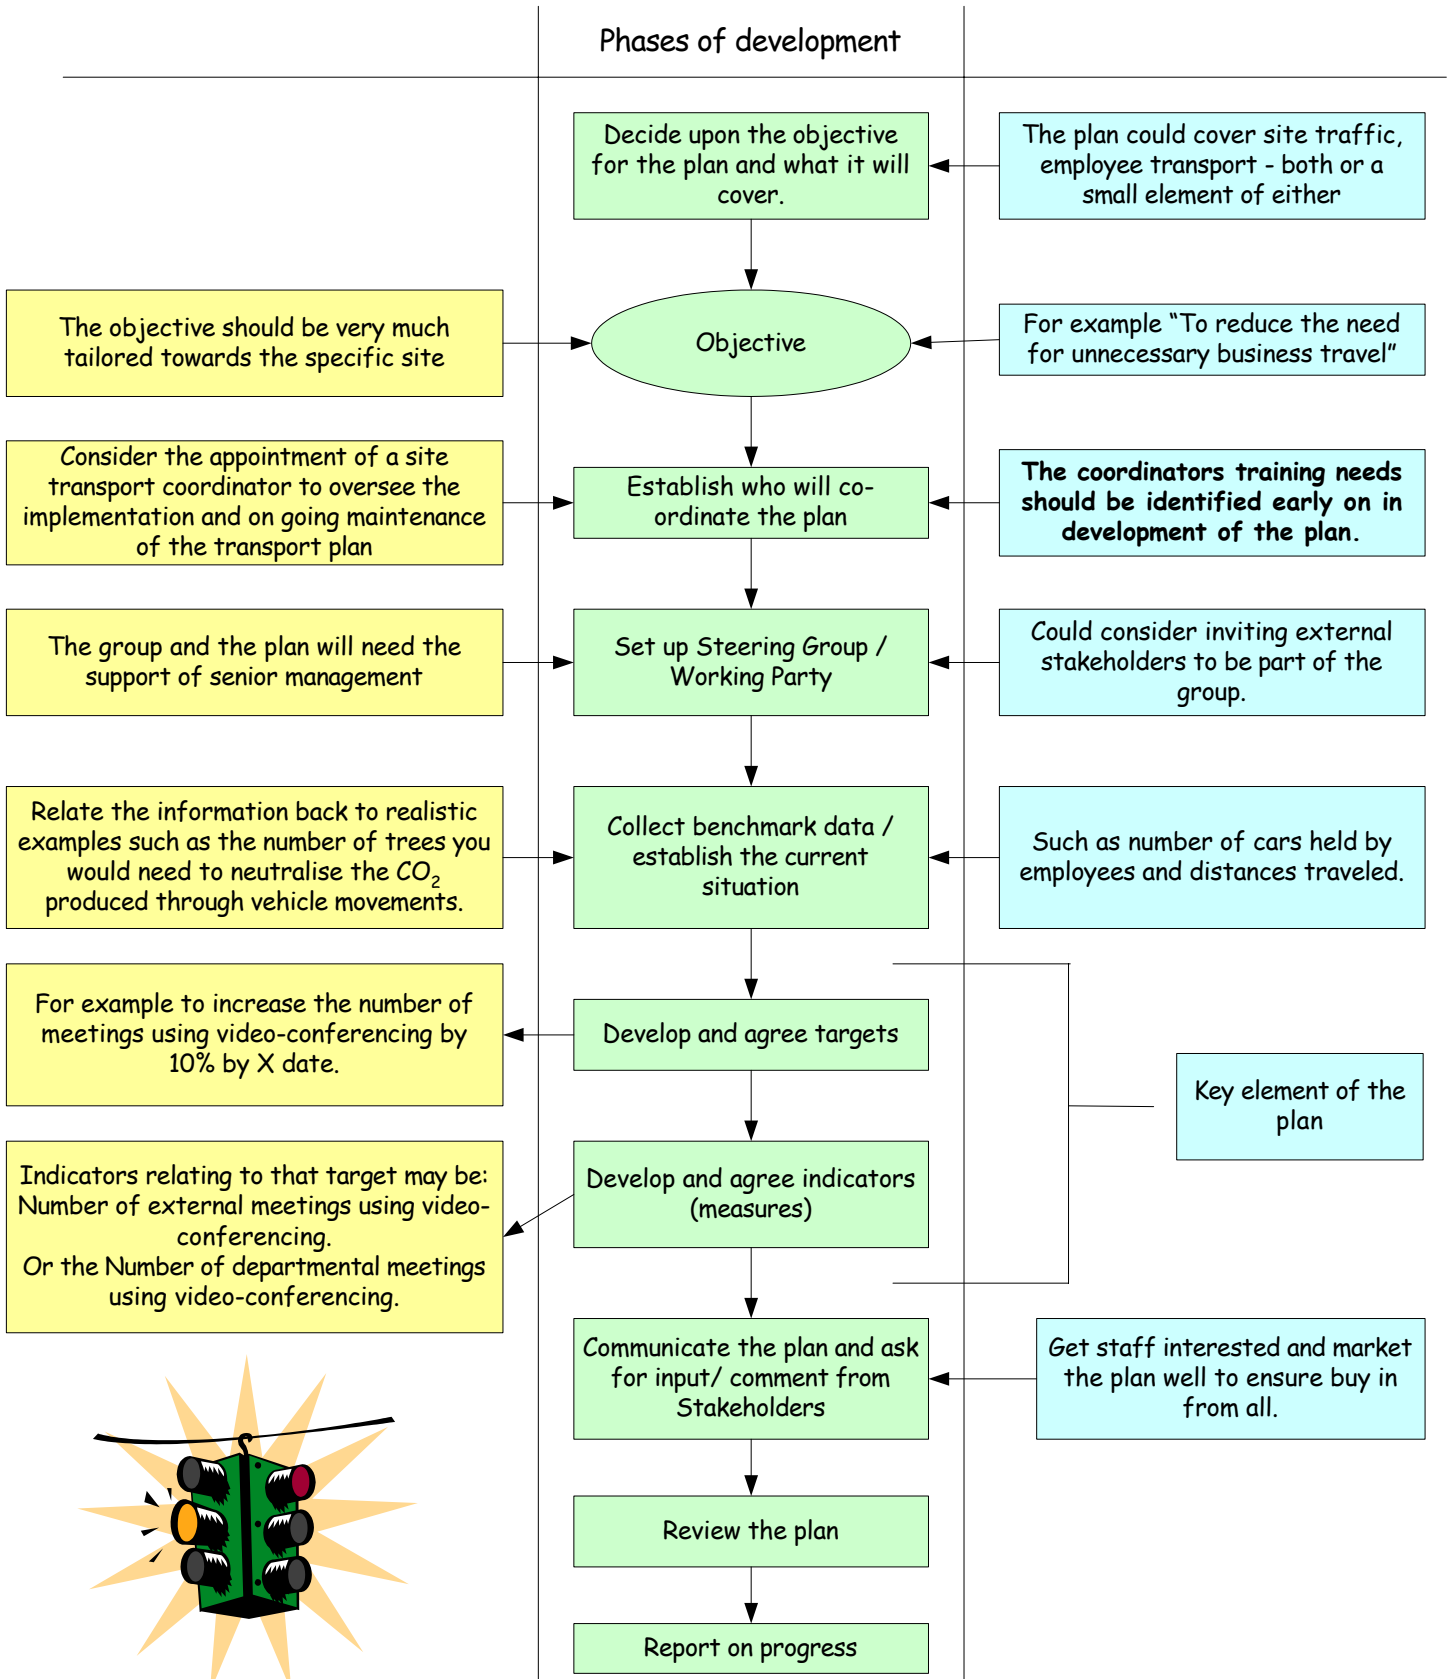 Phases of development
Decide upon the objective
for the plan and what it will
cover.
The plan could cover site traffic,
employee transport - both or a
small element of either
The objective should be very much
tailored towards the specific site
Objective
For example “To reduce the need
for unnecessary business travel”
Consider the appointment of a site
transport coordinator to oversee the
implementation and on going maintenance
of the transport plan
Establish who will co-
ordinate the plan
The coordinators training needs
should be identified early on in
development of the plan.
The group and the plan will need the
support of senior management
Set up Steering Group /
Working Party
Could consider inviting external
stakeholders to be part of the
group.
Relate the information back to realistic
examples such as the number of trees you
would need to neutralise the CO₂
produced through vehicle movements.
Collect benchmark data /
establish the current
situation
Such as number of cars held by
employees and distances traveled.
For example to increase the number of
meetings using video-conferencing by
10% by X date.
Develop and agree targets
Key element of the
plan
Indicators relating to that target may be:
Number of external meetings using video-
conferencing.
Or the Number of departmental meetings
using video-conferencing.
Develop and agree indicators
(measures)
Communicate the plan and ask
for input/ comment from
Stakeholders
Get staff interested and market
the plan well to ensure buy in
from all.
Review the plan
Report on progress